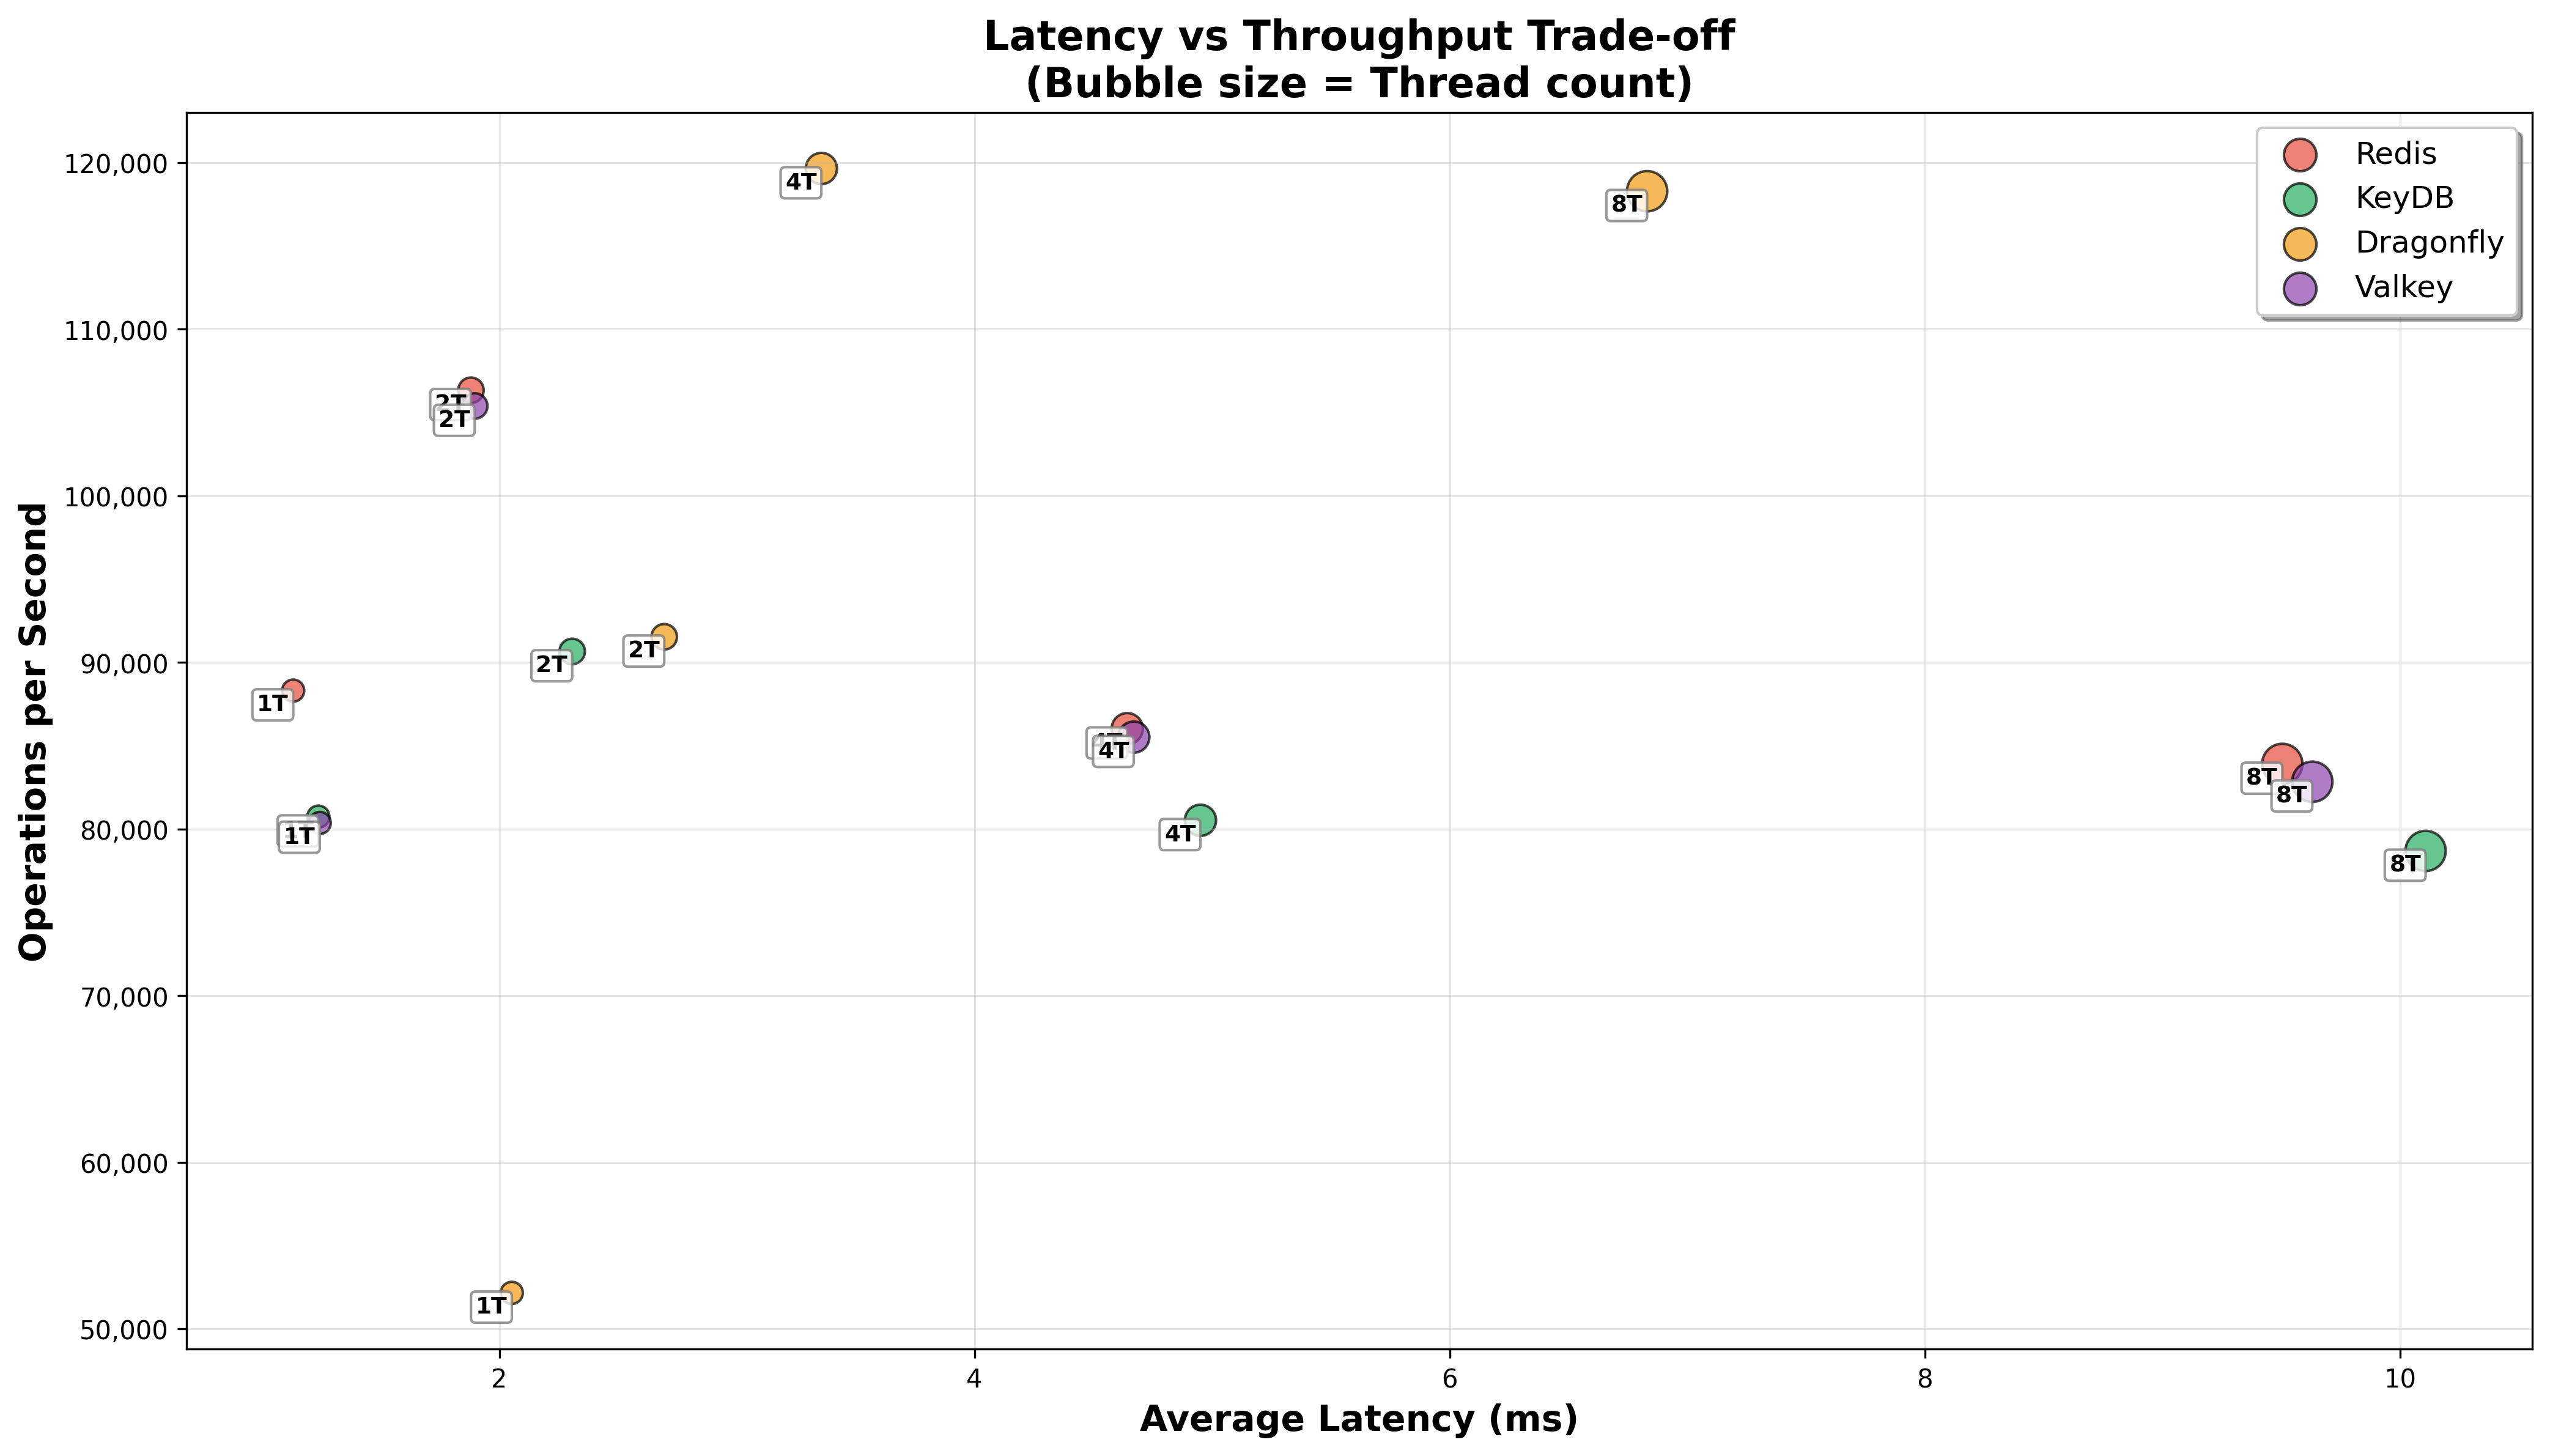 Latency vs Throughput Trade-off
(Bubble size = Thread count)
Redis
KeyDB
Dragonfly
Valkey
Operations per Second
120,000
110,000
100,000
90,000
80,000
70,000
60,000
50,000
4T
8T
2T
2T
2T
2T
1T
4T
4T
8T
8T
1T
8T
1T
2
4
6
8
10
Average Latency (ms)